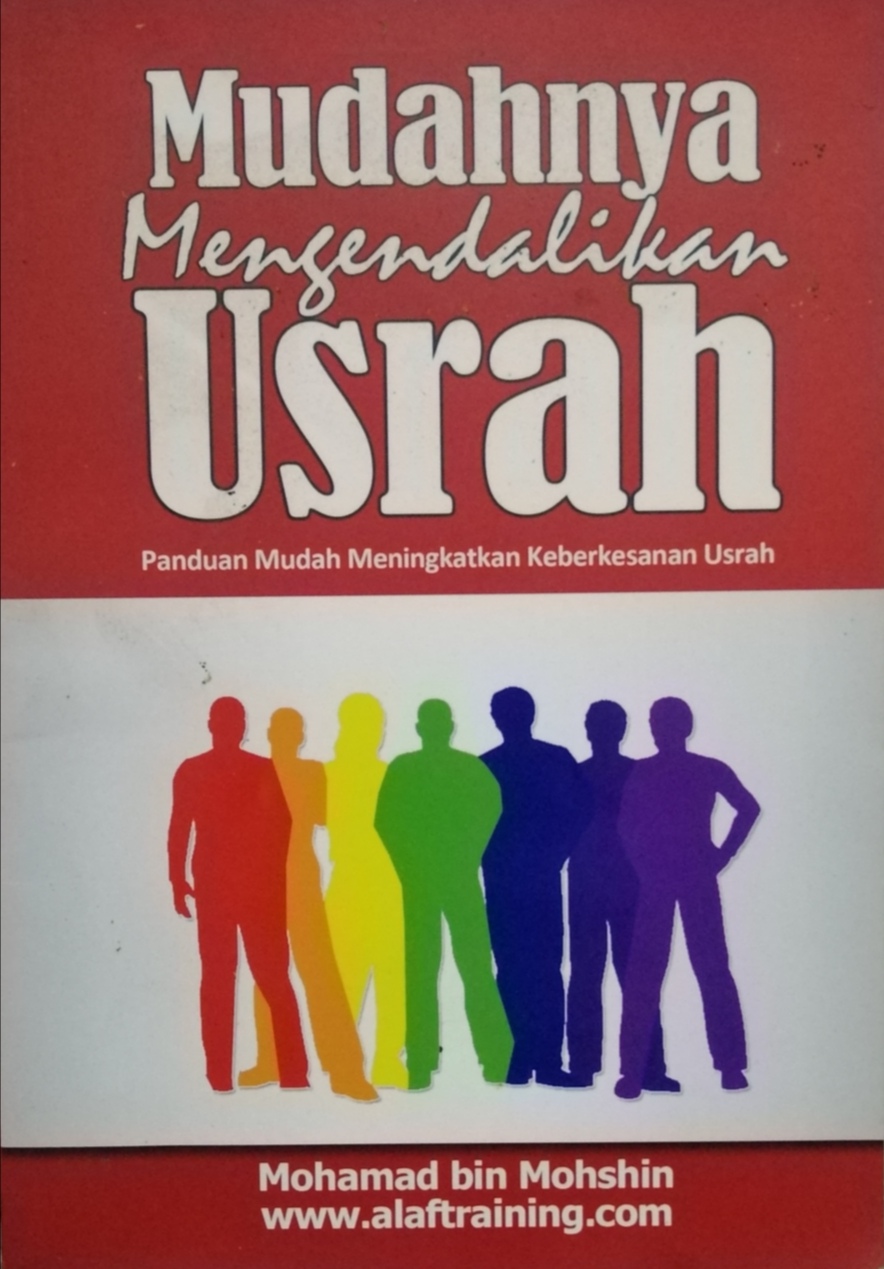 Mudahnya
Mengendalikan
Usrah
Panduan Mudah Meningkatkan Keberkesanan Usrah
Mohamad bin Mohshin
www.alaftraining.com